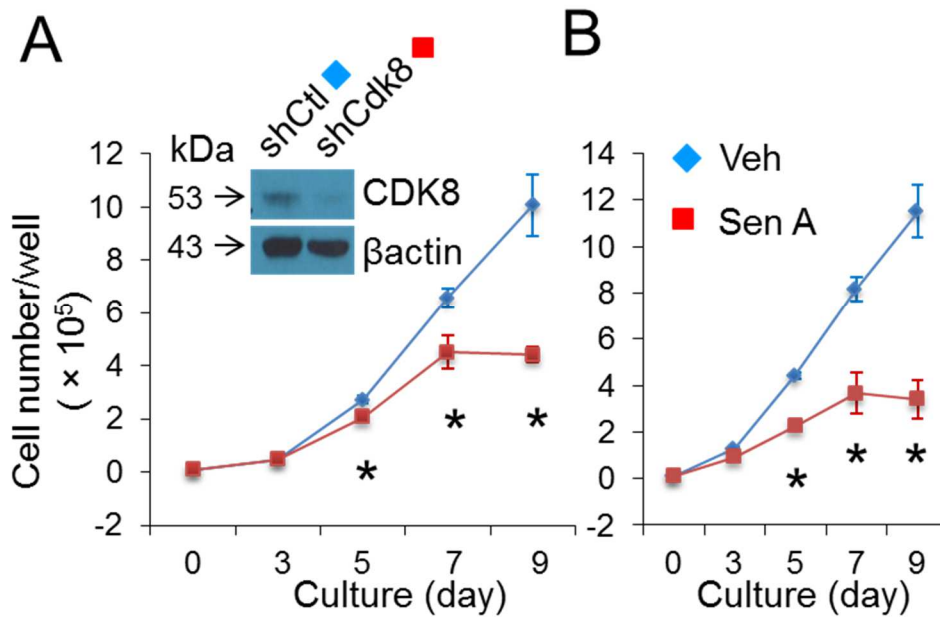 A
B
shCtl
shCdk8
kDa
53
CDK8
43
βactin
Veh
Sen A
Cell number/well
( × 10⁵)
12
10
8
6
4
2
0
-2
0 3 5 7 9
Culture (day)
* * *
14
12
10
8
6
4
2
0
-2
0 3 5 7 9
Culture (day)
* * *